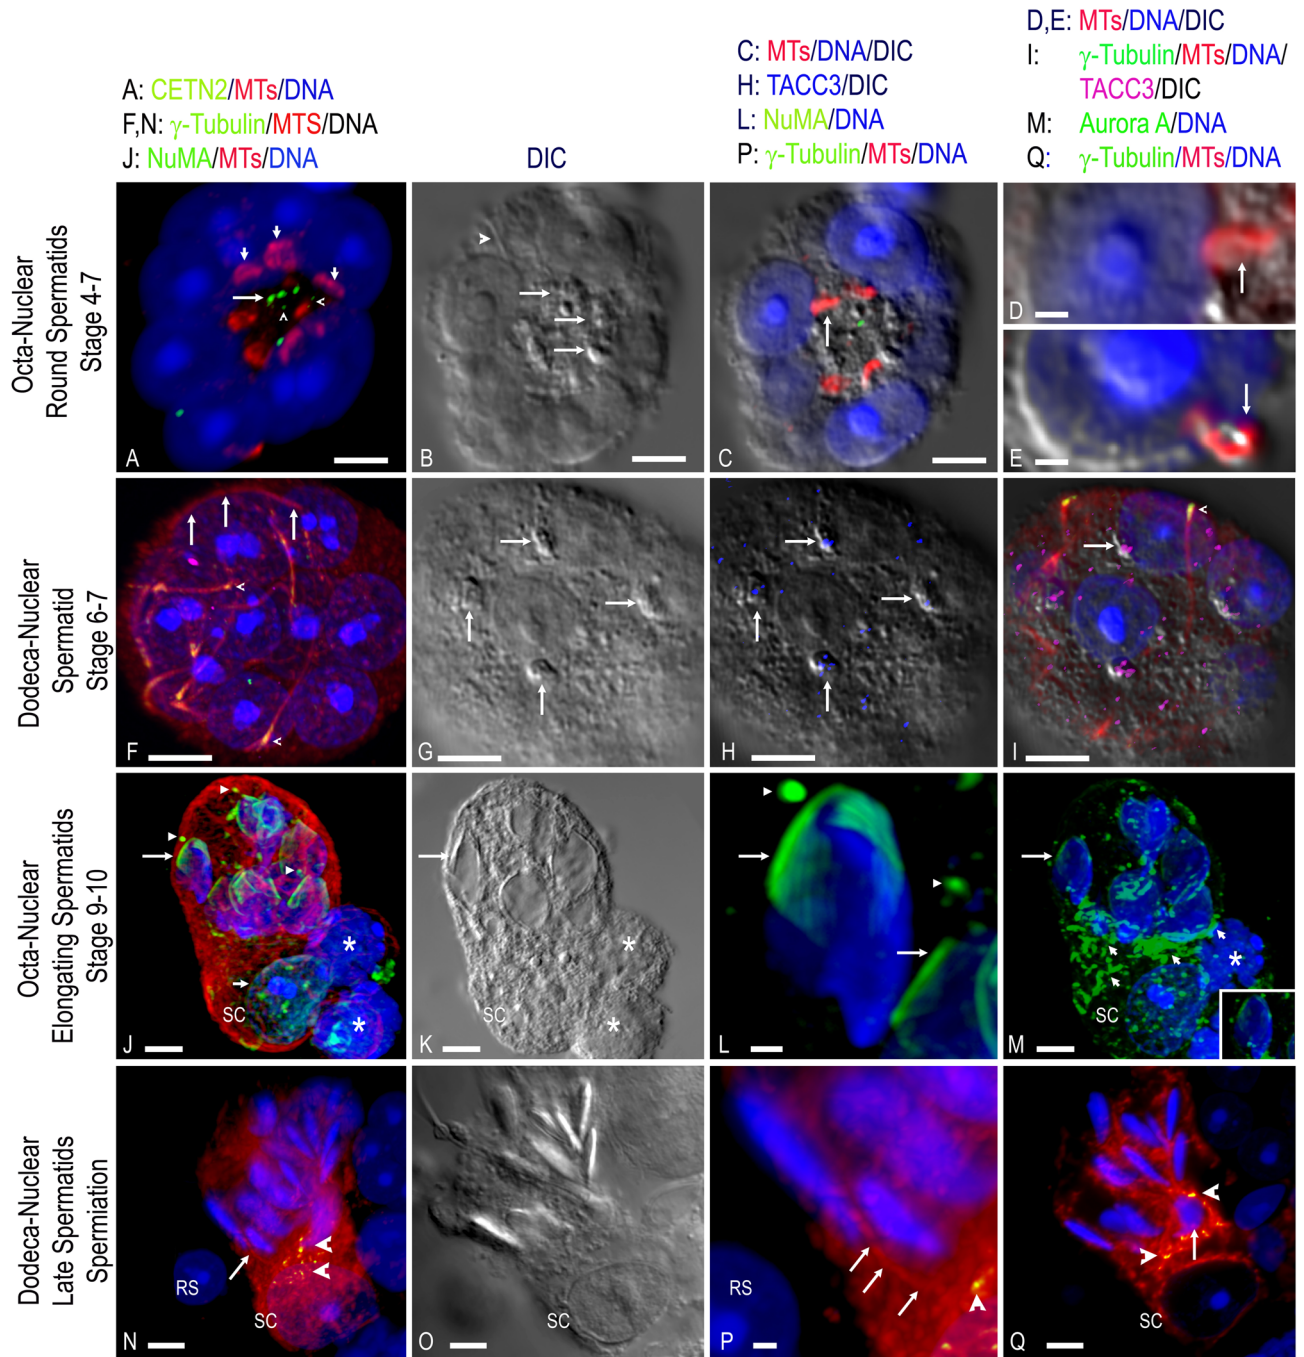 A: CETN2/MTs/DNA
F,N: γ-Tubulin/MTS/DNA
J: NuMA/MTs/DNA
DIC
C: MTs/DNA/DIC
H: TACC3/DIC
L: NuMA/DNA
P: γ-Tubulin/MTs/DNA
D,E: MTs/DNA/DIC
I: γ-Tubulin/MTs/DNA/
TACC3/DIC
M: Aurora A/DNA
Q: γ-Tubulin/MTs/DNA
Octa-Nuclear
Round Spermatids
Stage 4-7
A
B
C
D
E
Dodeca-Nuclear
Spermatid
Stage 6-7
F
G
H
I
Octa-Nuclear
Elongating Spermatids
Stage 9-10
*
*
SC
J
*
*
SC
K
L
*
SC
M
Dodeca-Nuclear
Late Spermatids
Spermiation
RS
SC
N
SC
O
RS
P
SC
Q